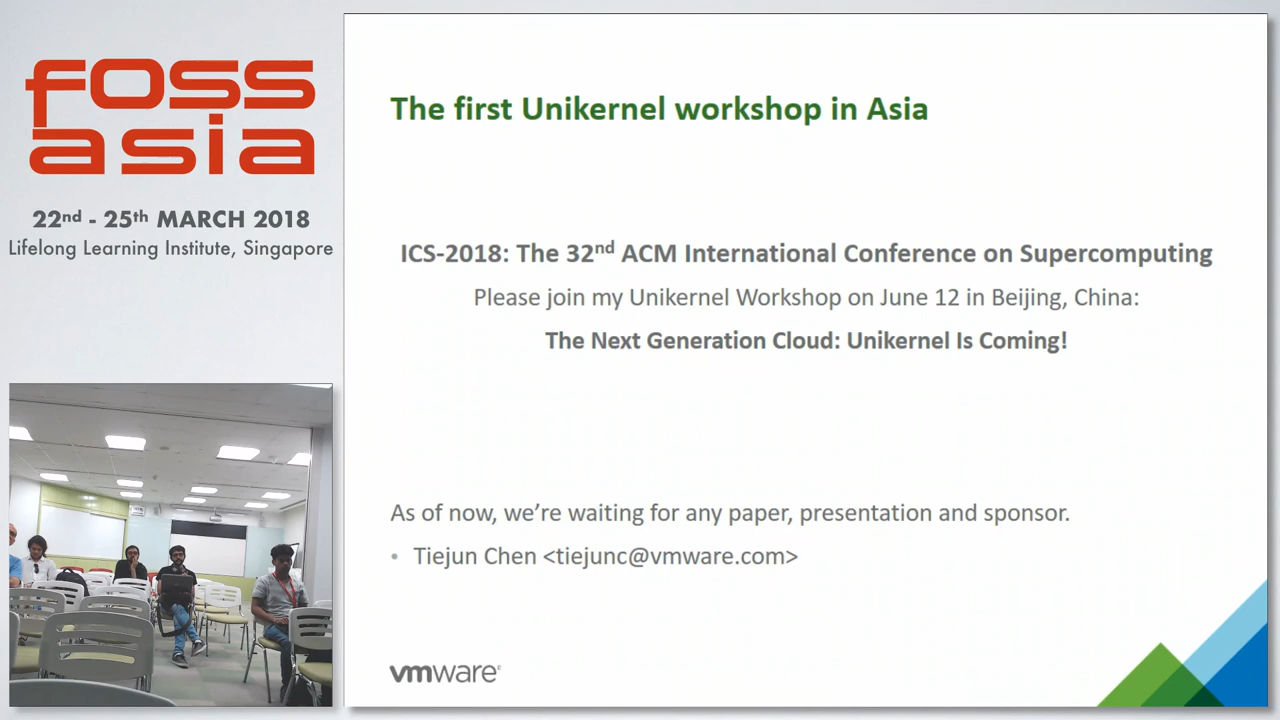 foss
asia
22nd - 25th MARCH 2018
Lifelong Learning Institute, Singapore
The first Unikernel workshop in Asia
ICS-2018: The 32nd ACM International Conference on Supercomputing
Please join my Unikernel Workshop on June 12 in Beijing, China:
The Next Generation Cloud: Unikernel Is Coming!
As of now, we’re waiting for any paper, presentation and sponsor.
• Tiejun Chen <tiejunc@vmware.com>
vmware